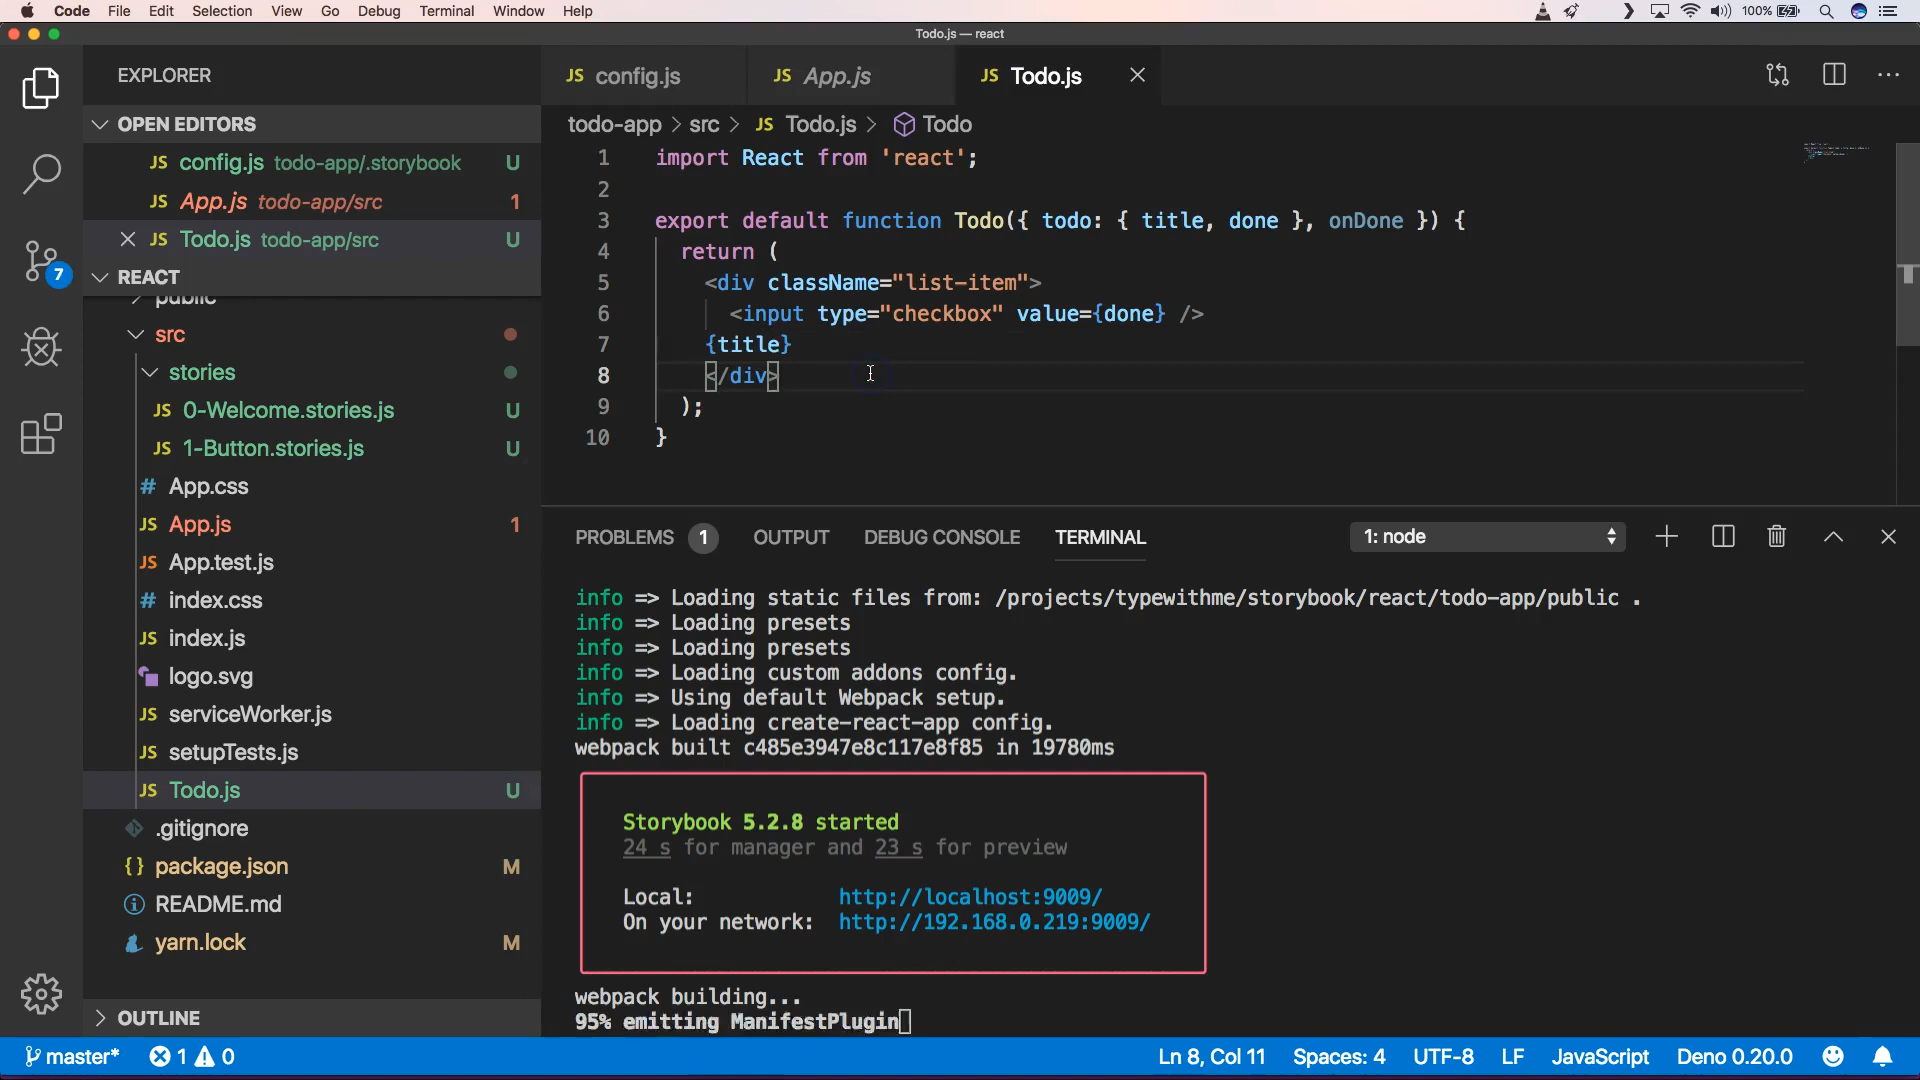 Code File Edit Selection View Go Debug Terminal Window Help 100%
Todo.js — react
EXPLORER
OPEN EDITORS
JS config.js todo-app/.storybook U
JS App.js todo-app/src 1
JS Todo.js todo-app/src U
REACT
public
src
stories
JS 0-Welcome.stories.js U
JS 1-Button.stories.js U
# App.css
JS App.js 1
JS App.test.js
# index.css
JS index.js
logo.svg
JS serviceWorker.js
JS setupTests.js
JS Todo.js U
.gitignore
{} package.json M
README.md
yarn.lock M
OUTLINE
7
JS config.js JS App.js JS Todo.js
todo-app > src > JS Todo.js > Todo
1 import React from 'react';
2
3 export default function Todo({ todo: { title, done }, onDone }) {
4 return (
5 <div className="list-item">
6 <input type="checkbox" value={done} />
7 {title}
8 </div>
9 );
10 }
PROBLEMS 1 OUTPUT DEBUG CONSOLE TERMINAL 1: node
info => Loading static files from: /projects/typewithme/storybook/react/todo-app/public .
info => Loading presets
info => Loading presets
info => Loading custom addons config.
info => Using default Webpack setup.
info => Loading create-react-app config.
webpack built c485e3947e8c117e8f85 in 19780ms
Storybook 5.2.8 started
24 s for manager and 23 s for preview
Local: http://localhost:9009/
On your network: http://192.168.0.219:9009/
webpack building...
95% emitting ManifestPlugin
master* 1 0 Ln 8, Col 11 Spaces: 4 UTF-8 LF JavaScript Deno 0.20.0